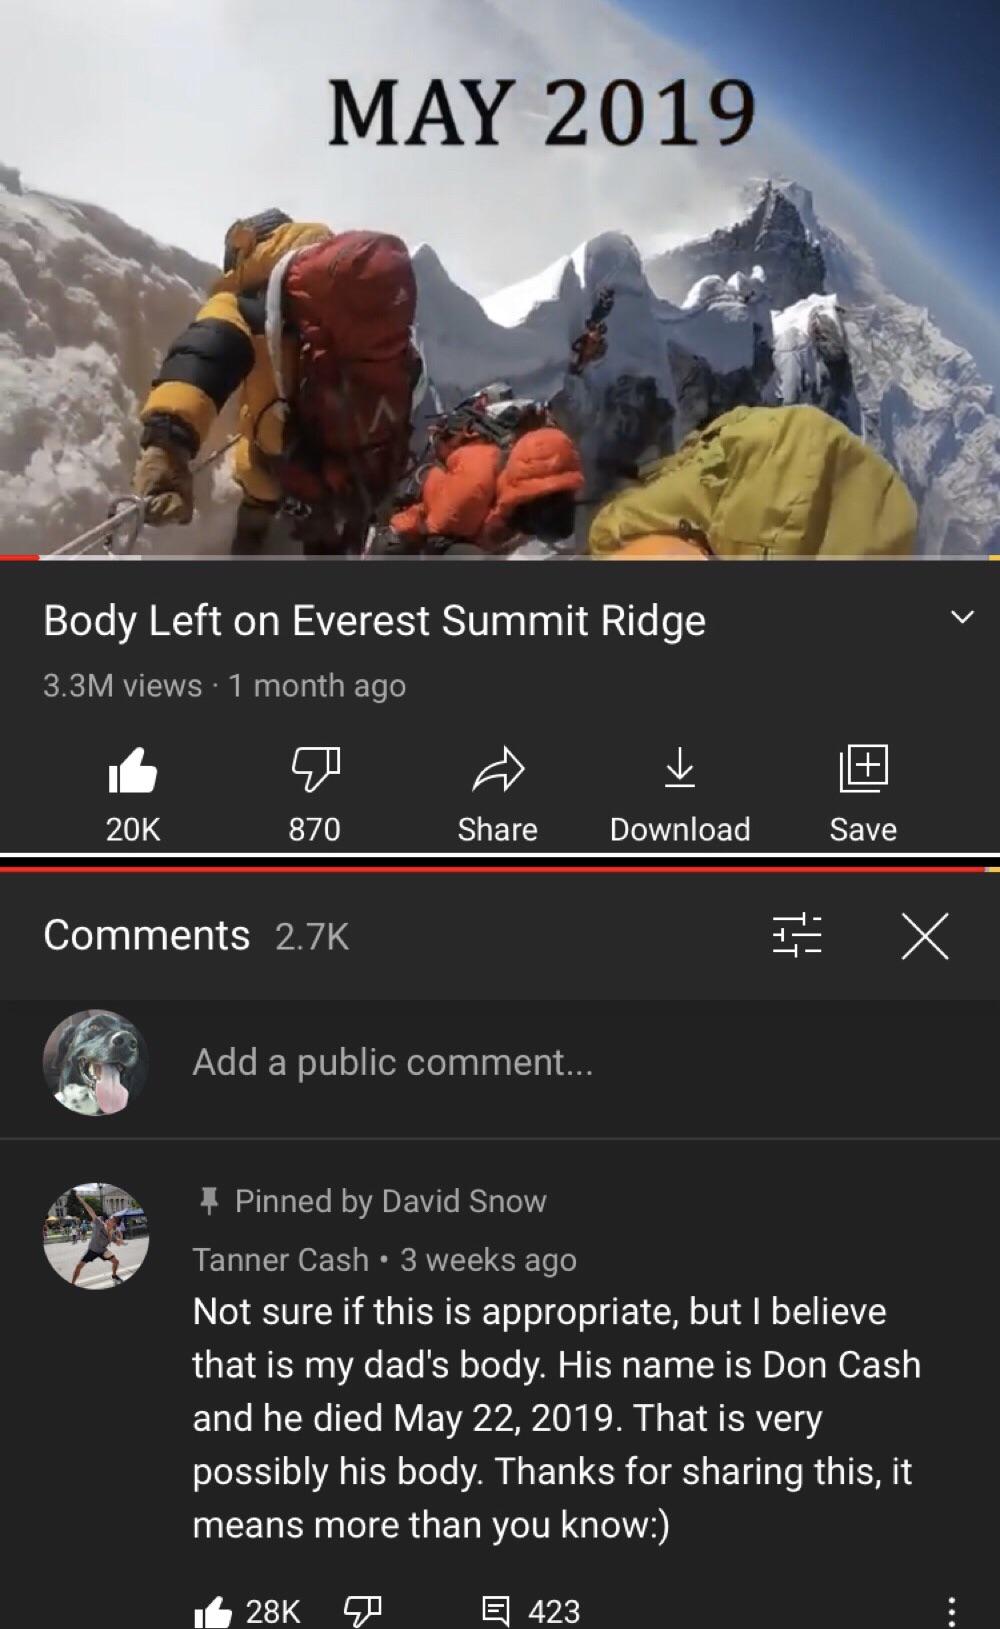 MAY 2019
Body Left on Everest Summit Ridge
3.3M views · 1 month ago
20K
870
Share
Download
Save
Comments 2.7K
Add a public comment...
Pinned by David Snow
Tanner Cash • 3 weeks ago
Not sure if this is appropriate, but I believe
that is my dad's body. His name is Don Cash
and he died May 22, 2019. That is very
possibly his body. Thanks for sharing this, it
means more than you know:)
28K
423